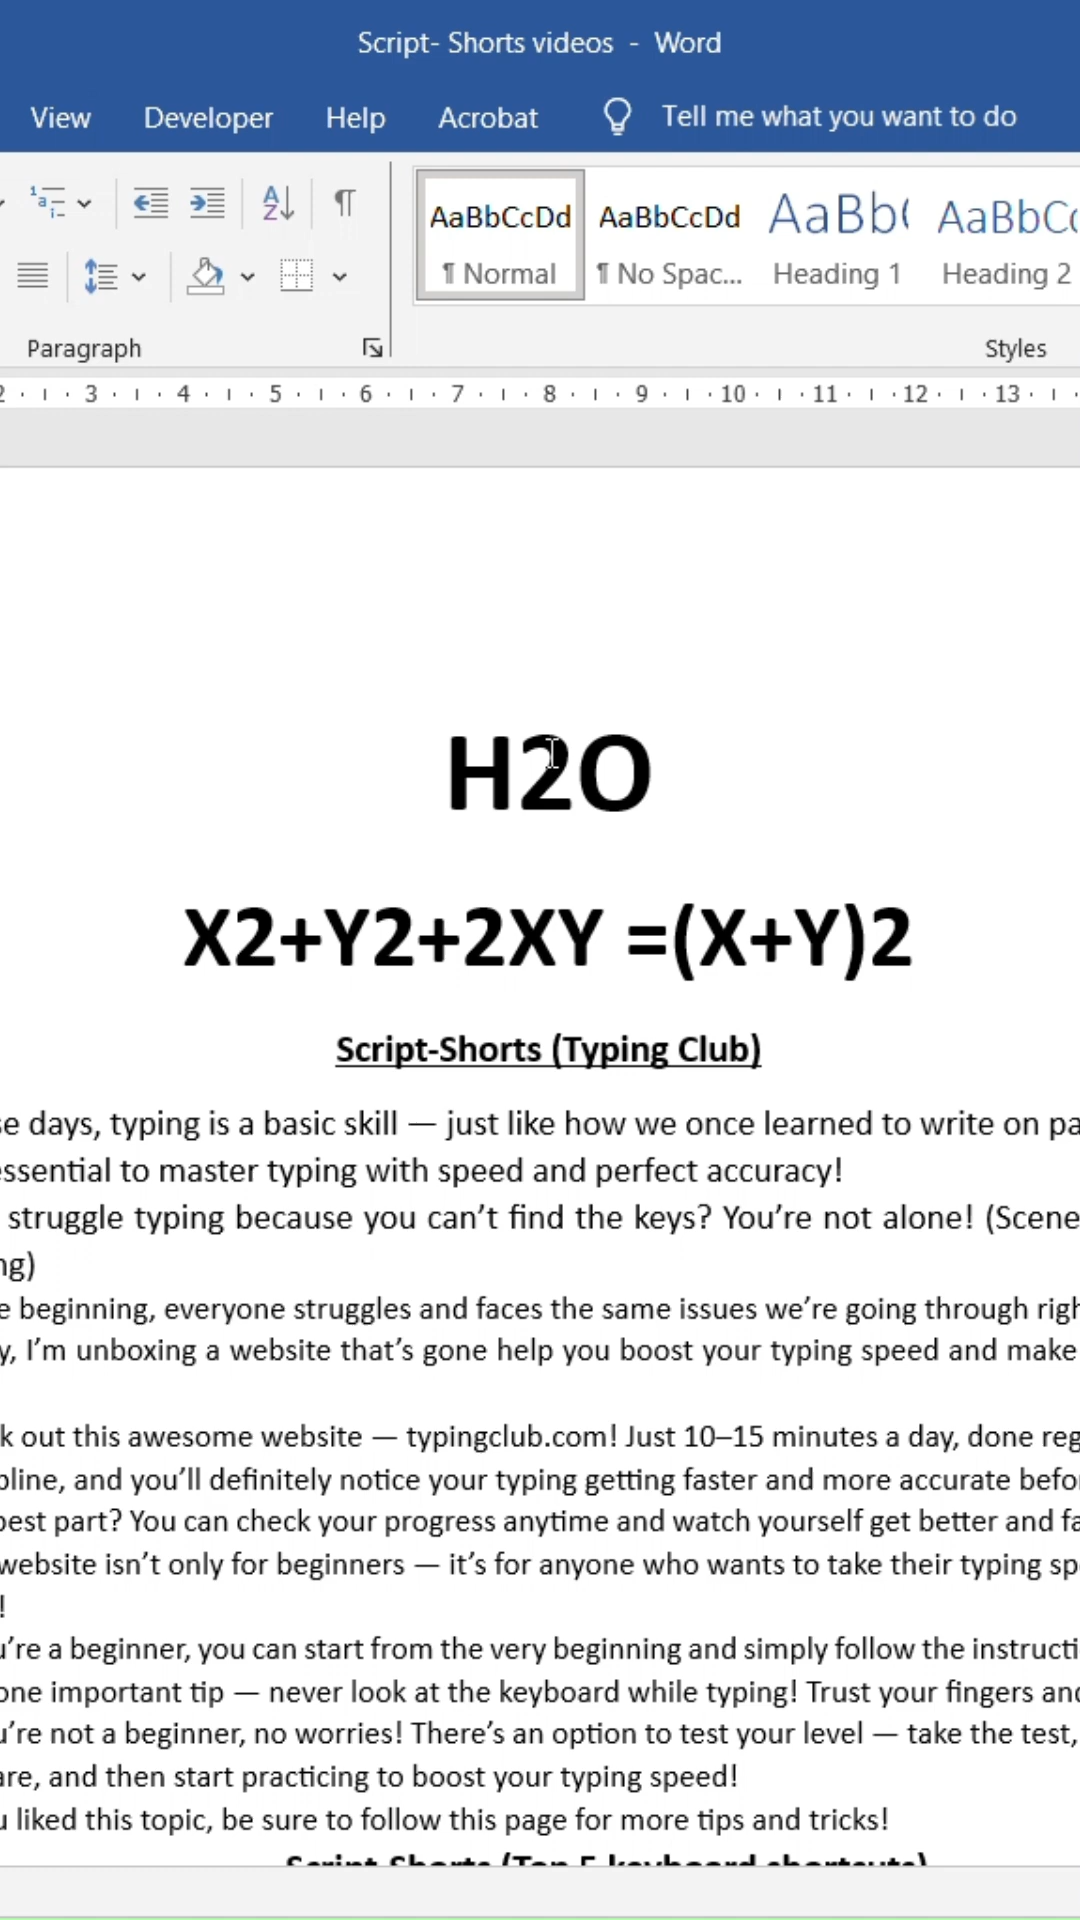 Script- Shorts videos - Word
View Developer Help Acrobat Tell me what you want to do
AaBbCcDd AaBbCcDd AaBb( AaBbCc
¶ Normal ¶ No Spac... Heading 1 Heading 2
Paragraph Styles
2 3 4 5 6 7 8 9 10 11 12 13
H2O
X2+Y2+2XY =(X+Y)2
Script-Shorts (Typing Club)
se days, typing is a basic skill — just like how we once learned to write on pa
essential to master typing with speed and perfect accuracy!
struggle typing because you can’t find the keys? You’re not alone! (Scene
ng)
e beginning, everyone struggles and faces the same issues we’re going through righ
y, I’m unboxing a website that’s gone help you boost your typing speed and make
k out this awesome website — typingclub.com! Just 10–15 minutes a day, done reg
pline, and you’ll definitely notice your typing getting faster and more accurate befo
best part? You can check your progress anytime and watch yourself get better and fa
website isn’t only for beginners — it’s for anyone who wants to take their typing sp
!
u’re a beginner, you can start from the very beginning and simply follow the instructi
one important tip — never look at the keyboard while typing! Trust your fingers and
u’re not a beginner, no worries! There’s an option to test your level — take the test,
are, and then start practicing to boost your typing speed!
u liked this topic, be sure to follow this page for more tips and tricks!
Script-Shorts (Top 5 keyboard shortcuts)